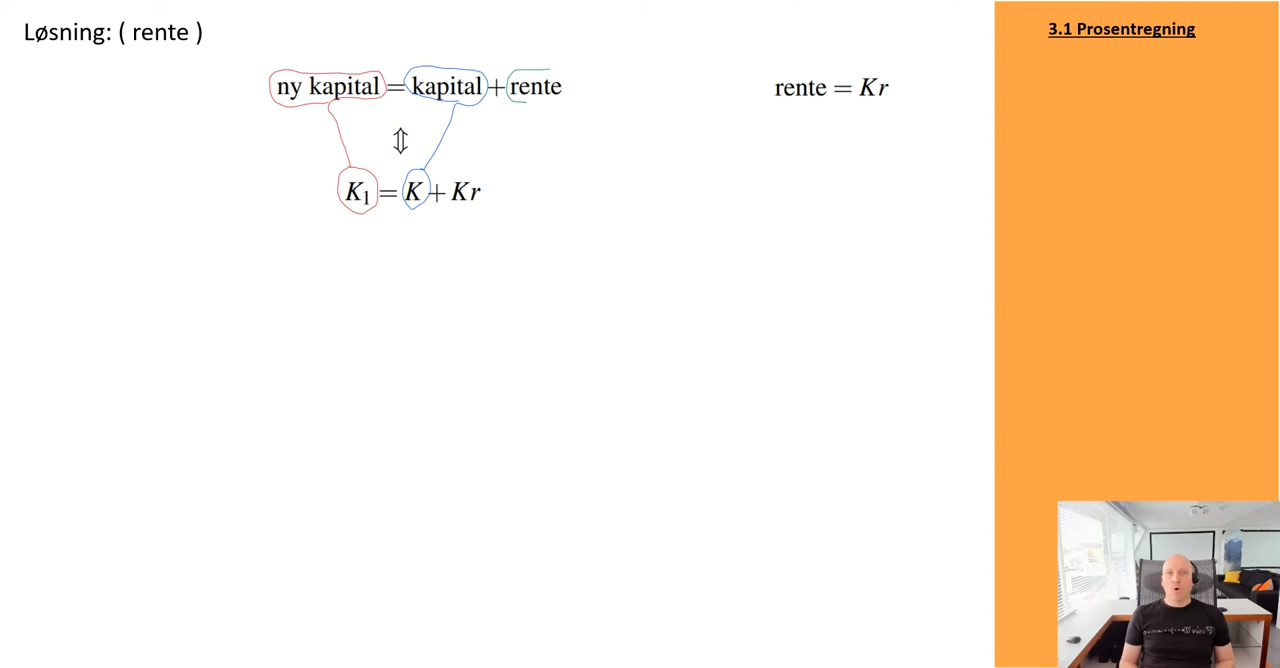 Løsning: ( rente )
3.1 Prosentregning
ny kapital = kapital + rente
rente = Kr
⇕
K₁ = K + Kr